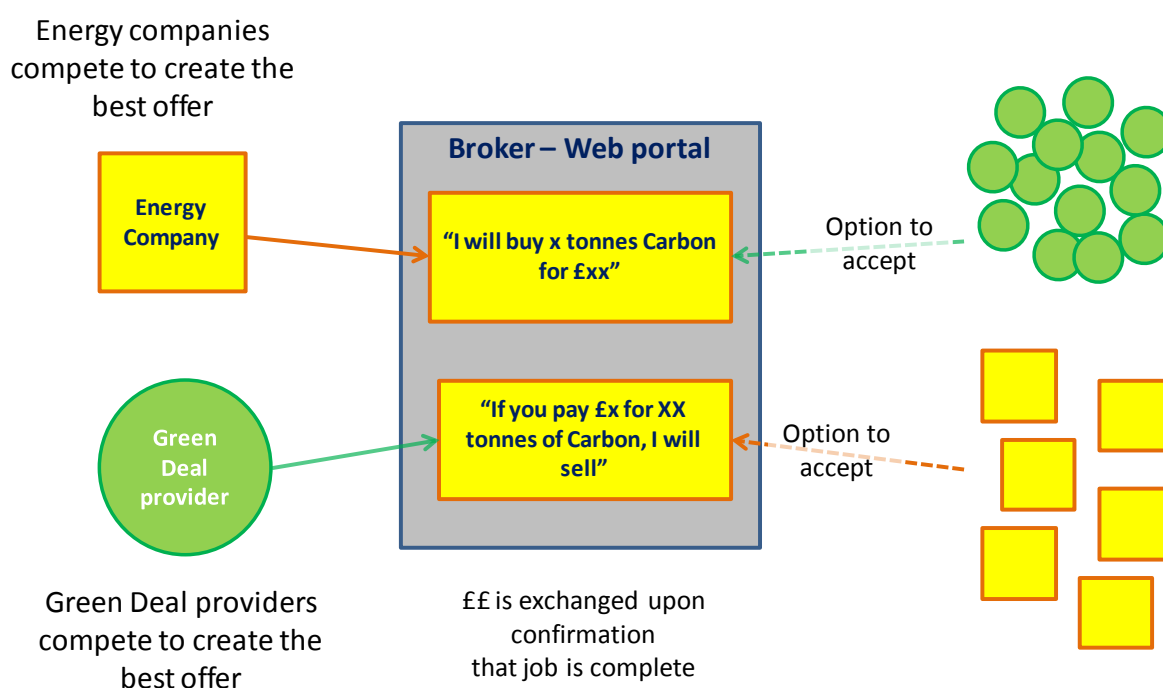 Energy companies
compete to create the
best offer
Energy
Company
Broker – Web portal
“I will buy x tonnes Carbon
for £xx”
Option to
accept
Green
Deal
provider
“If you pay £x for XX
tonnes of Carbon, I will
sell”
Option to
accept
Green Deal providers
compete to create the
best offer
££ is exchanged upon
confirmation
that job is complete